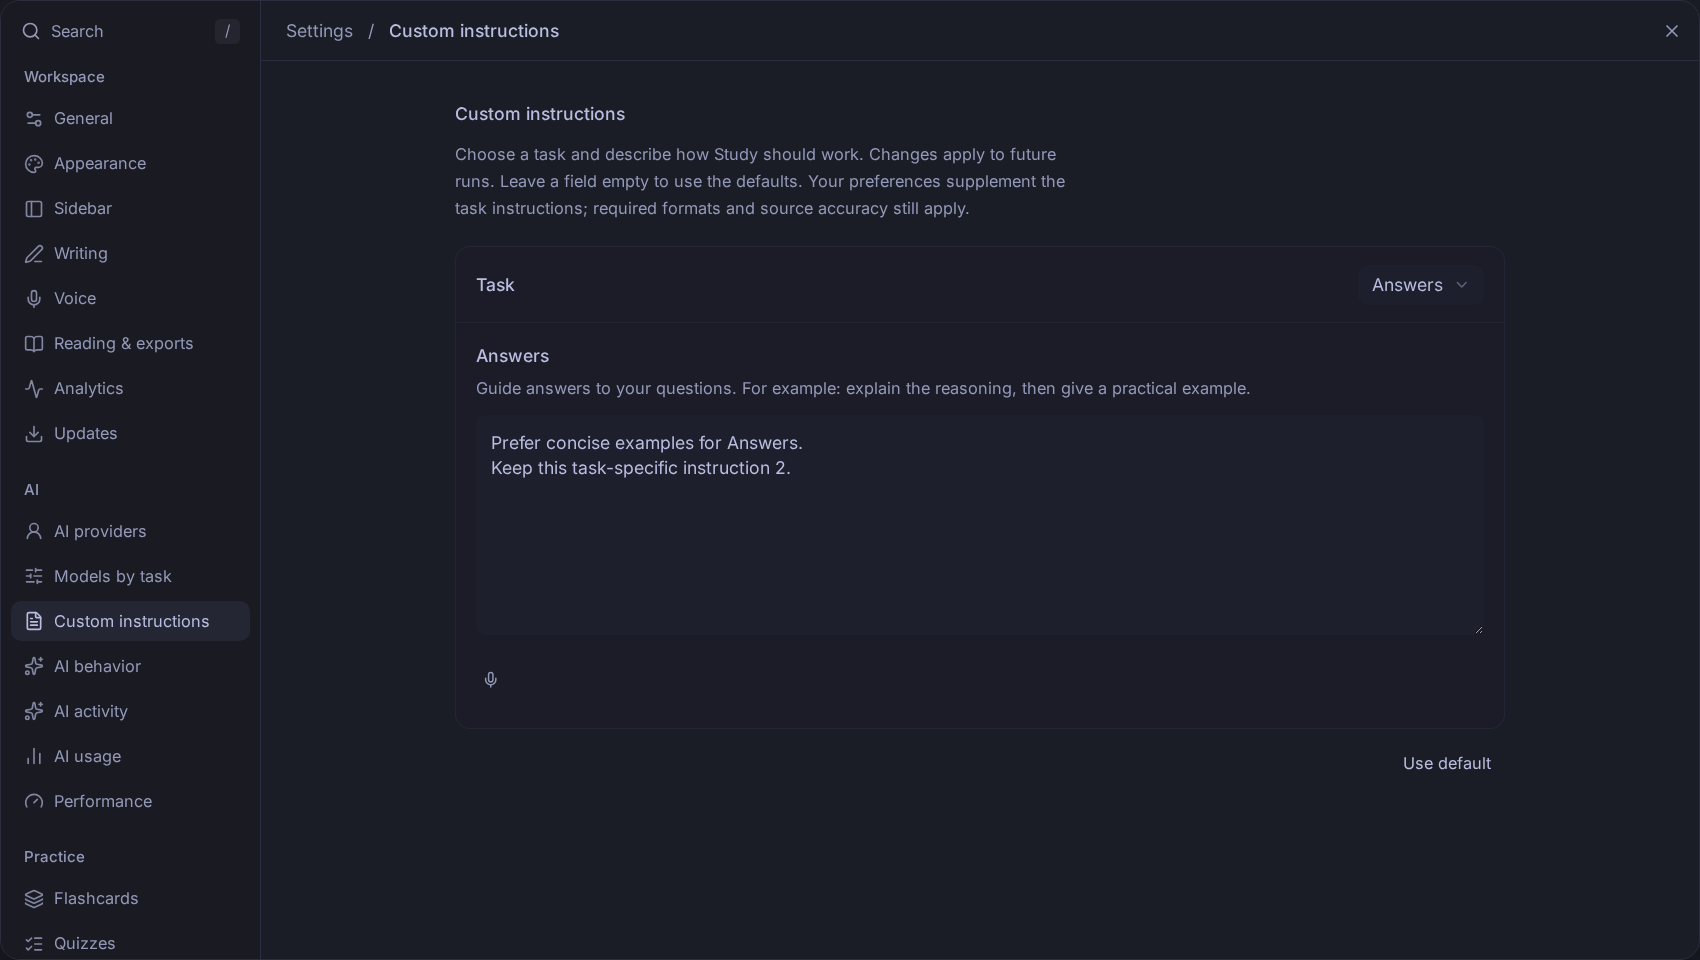 Search
/
Workspace
General
Appearance
Sidebar
Writing
Voice
Reading & exports
Analytics
Updates
AI
AI providers
Models by task
Custom instructions
AI behavior
AI activity
AI usage
Performance
Practice
Flashcards
Quizzes
Settings / Custom instructions
Custom instructions
Choose a task and describe how Study should work. Changes apply to future
runs. Leave a field empty to use the defaults. Your preferences supplement the
task instructions; required formats and source accuracy still apply.
Task
Answers
Answers
Guide answers to your questions. For example: explain the reasoning, then give a practical example.
Prefer concise examples for Answers.
Keep this task-specific instruction 2.
Use default